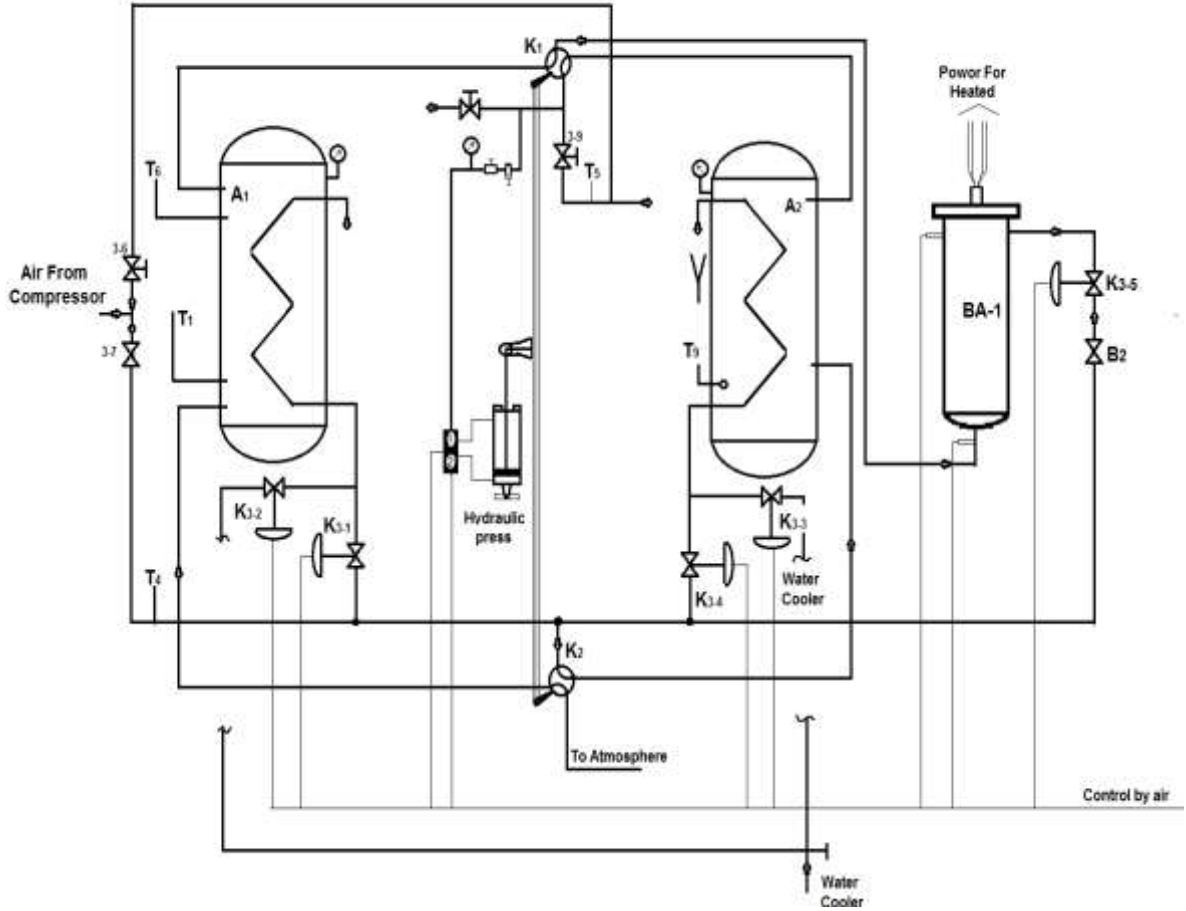 K1
Powor For
Heated
3-9
T6
T5
A1
A2
3-6
Air From
Compressor
K3-5
T1
BA-1
3-7
T9
B2
K3-2
K3-1
Hydraulic
press
K3-3
T4
K3-4
Water
Cooler
K2
To Atmosphere
Control by air
Water
Cooler